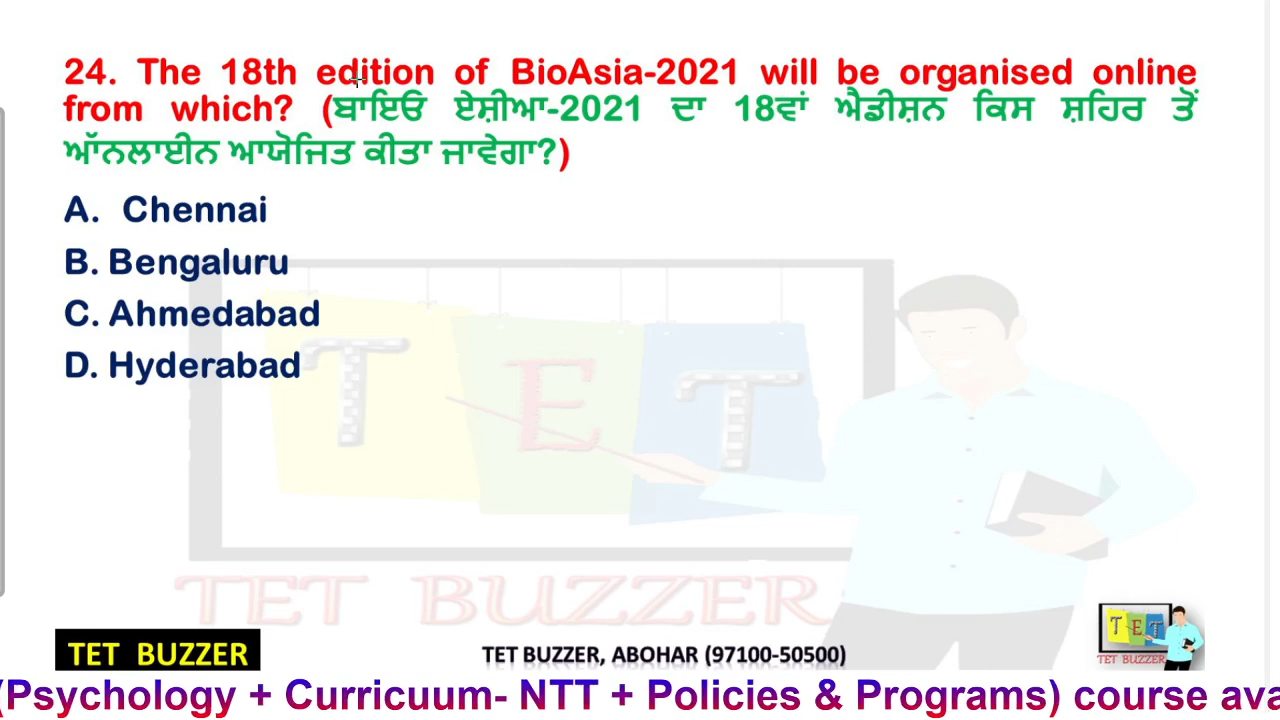 24. The 18th edition of BioAsia-2021 will be organised online
from which? (ਬਾਇਓ ਏਸ਼ੀਆ-2021 ਦਾ 18ਵਾਂ ਐਡੀਸ਼ਨ ਕਿਸ ਸ਼ਹਿਰ ਤੋਂ
ਆੱਨਲਾਈਨ ਆਯੋਜਿਤ ਕੀਤਾ ਜਾਵੇਗਾ?)
A. Chennai
B. Bengaluru
C. Ahmedabad
D. Hyderabad
T E T
TET BUZZER
TET BUZZER
TET BUZZER, ABOHAR (97100-50500)
T E T
TET BUZZER
(Psychology + Curricuum- NTT + Policies & Programs) course ava